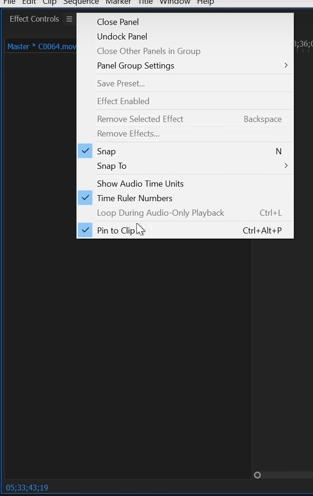 File Edit Clip Sequence Marker Title Window Help
Effect Controls
Master * C0064.mov
Close Panel
Undock Panel
Close Other Panels in Group
Panel Group Settings
Save Preset...
Effect Enabled
Remove Selected Effect Backspace
Remove Effects...
Snap N
Snap To
Show Audio Time Units
Time Ruler Numbers
Loop During Audio-Only Playback Ctrl+L
Pin to Clip Ctrl+Alt+P
05;33;43;19